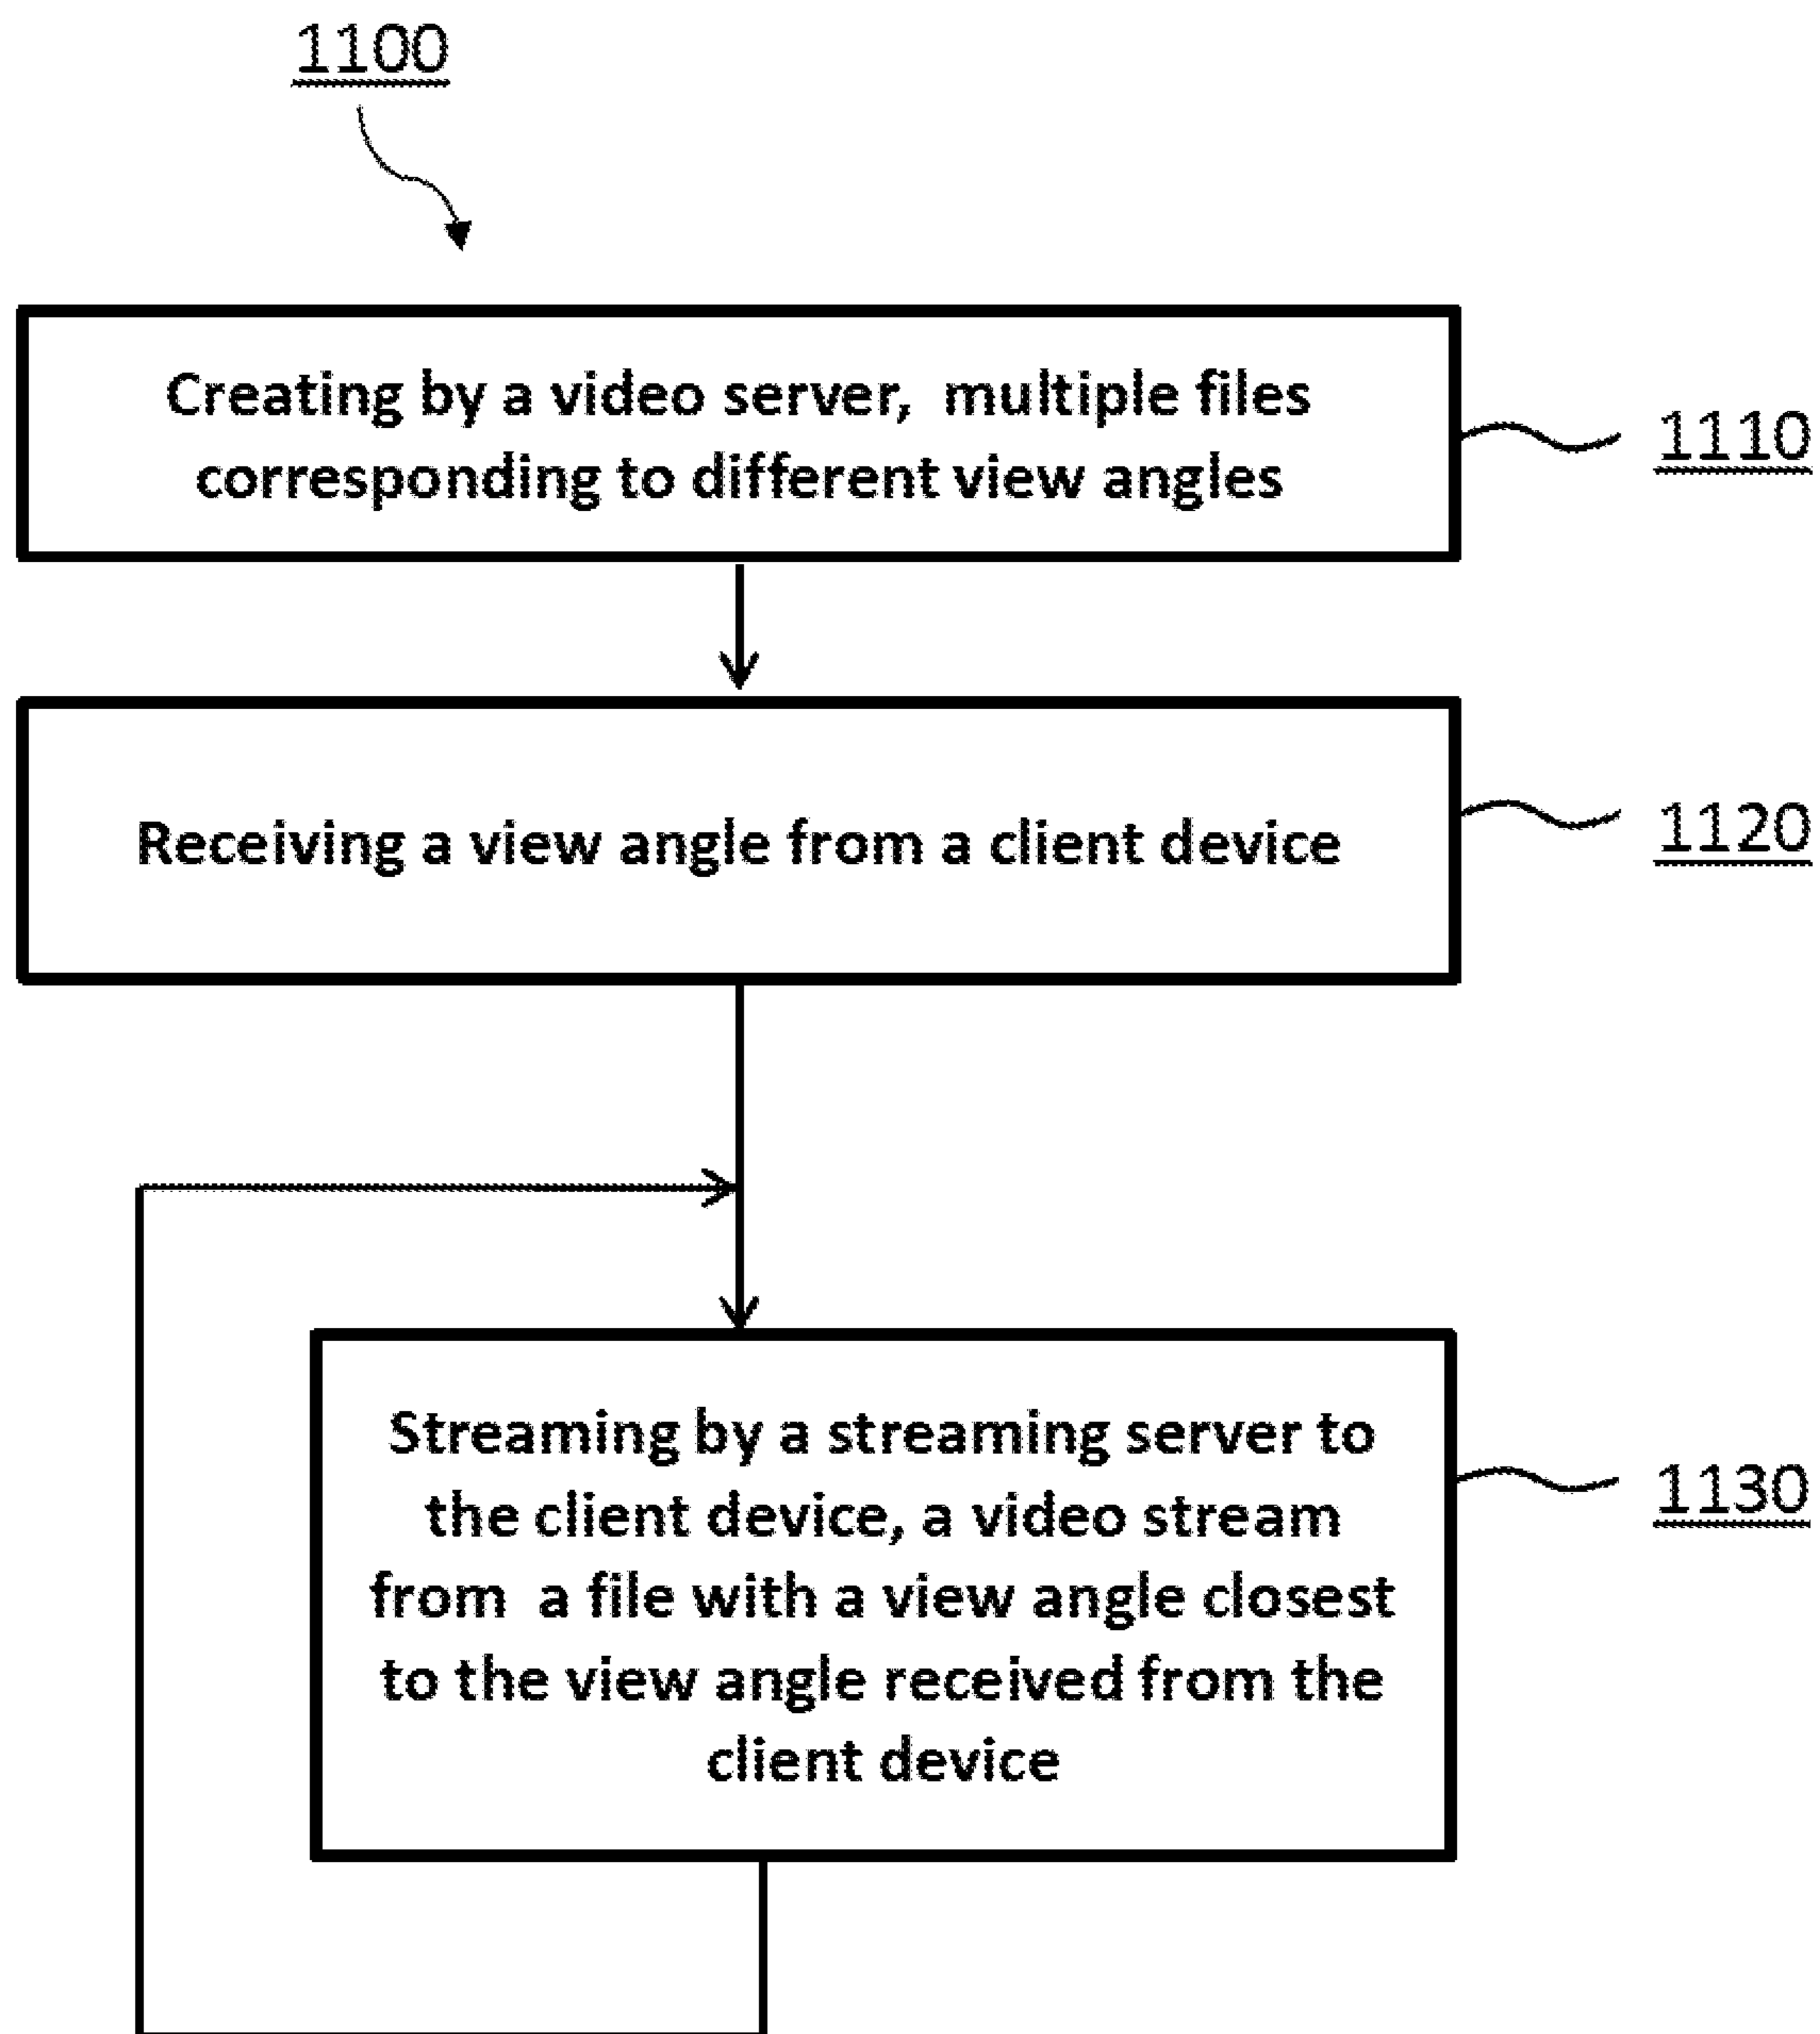 1100
Creating by a video server,  multiple files
corresponding to different view angles
1110
Receiving a view angle from a client device
1120
Streaming by a streaming server to
the client device, a video stream
from  a file with a view angle closest
to the view angle received from the
client device
1130